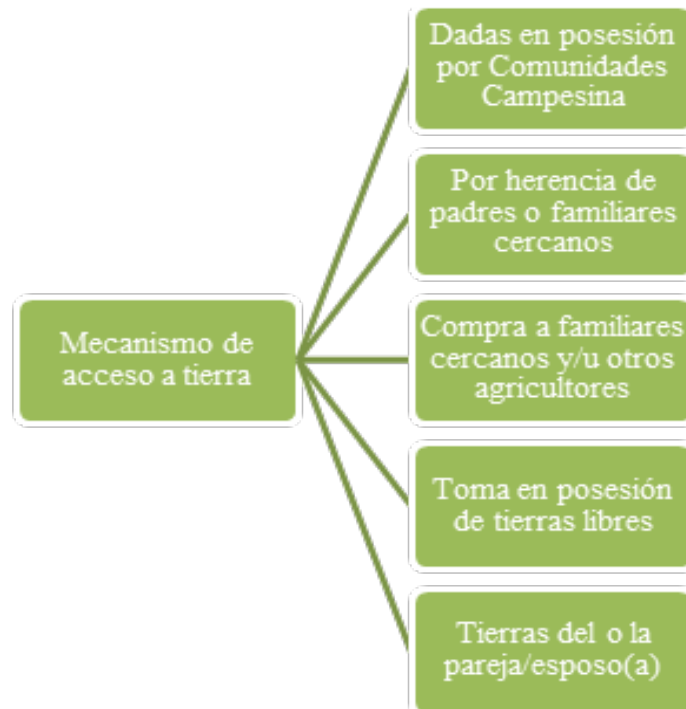 Mecanismo de
acceso a tierra
Dadas en posesión
por Comunidades
Campesina
Por herencia de
padres o familiares
cercanos
Compra a familiares
cercanos y/u otros
agricultores
Toma en posesión
de tierras libres
Tierras del o la
pareja/esposo(a)